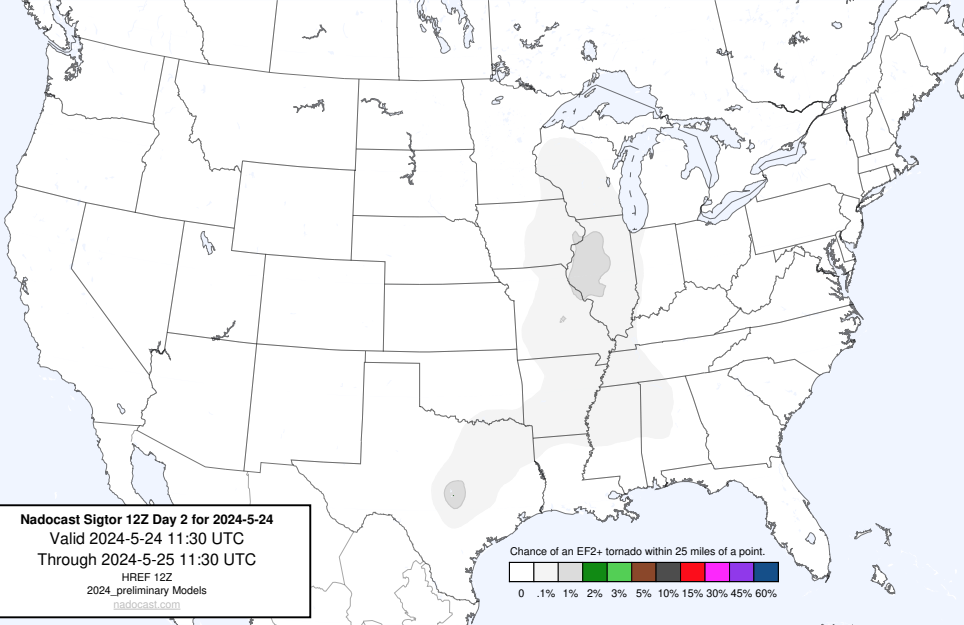 Nadocast Sigtor 12Z Day 2 for 2024-5-24
Valid 2024-5-24 11:30 UTC
Through 2024-5-25 11:30 UTC
HREF 12Z
2024_preliminary Models
nadocast.com
Chance of an EF2+ tornado within 25 miles of a point.
0 .1% 1% 2% 3% 5% 10% 15% 30% 45% 60%